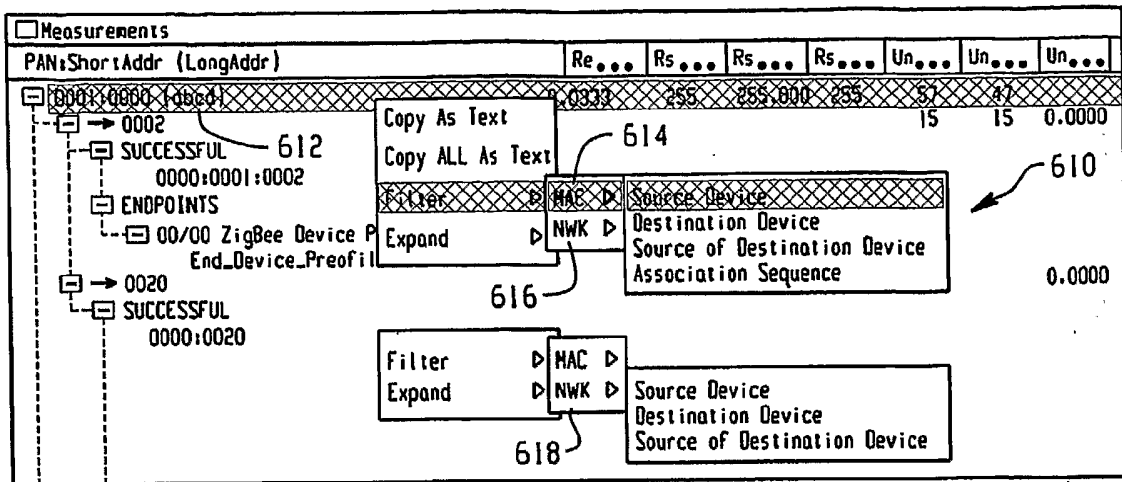 Measurements
PAN:ShortAddr (LongAddr) Re... Rs... Rs... Rs... Un... Un... Un...
0001:0000 (abcd) 0.0333 255 255.000 255 57 47
→ 0002 15 15 0.0000
SUCCESSFUL 612
0000:0001:0002
ENDPOINTS
00/00 ZigBee Device P
End_Device_Preofil
→ 0020 0.0000
SUCCESSFUL
0000:0020
Copy As Text
Copy ALL As Text
Filter
Expand
614
MAC
NWK
616
Source Device
Destination Device
Source of Destination Device
Association Sequence
610
Filter
Expand
MAC
NWK
618
Source Device
Destination Device
Source of Destination Device